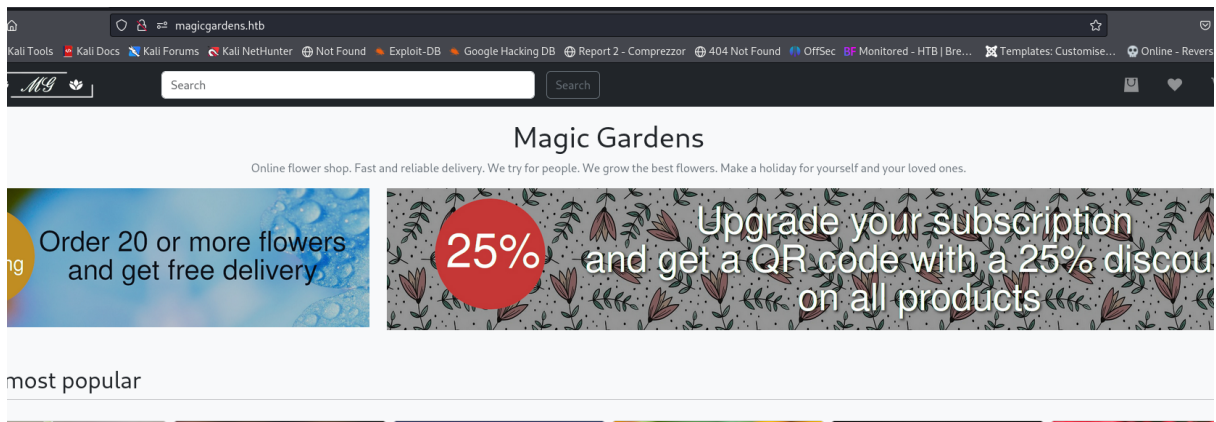 magicgardens.htb
Kali Tools Kali Docs Kali Forums Kali NetHunter Not Found Exploit-DB Google Hacking DB Report 2 - Comprezzor 404 Not Found OffSec BF Monitored - HTB | Bre... Templates: Customise... Online - Revers
MG Search Search
Magic Gardens
Online flower shop. Fast and reliable delivery. We try for people. We grow the best flowers. Make a holiday for yourself and your loved ones.
ng
Order 20 or more flowers
and get free delivery
25%
Upgrade your subscription
and get a QR code with a 25% discou
on all products
most popular